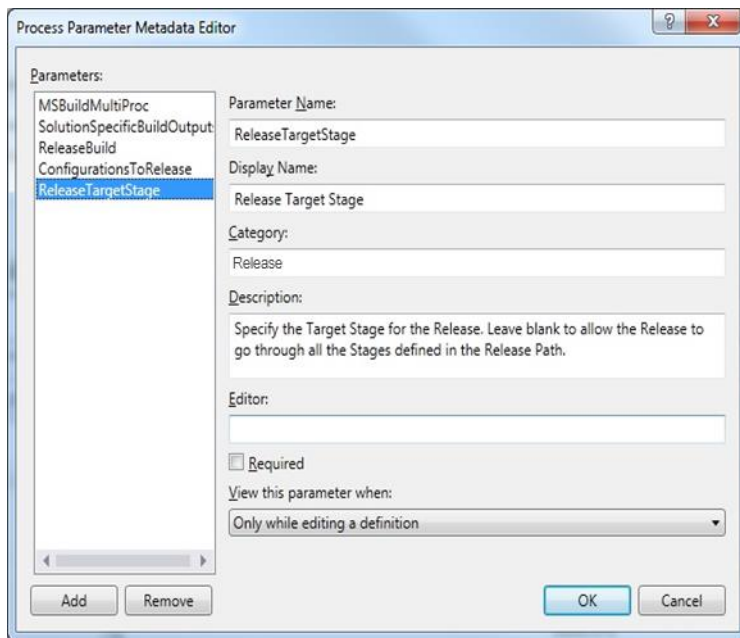 Process Parameter Metadata Editor
Parameters:
MSBuildMultiProc
SolutionSpecificBuildOutput
ReleaseBuild
ConfigurationsToRelease
ReleaseTargetStage
Parameter Name:
ReleaseTargetStage
Display Name:
Release Target Stage
Category:
Release
Description:
Specify the Target Stage for the Release. Leave blank to allow the Release to
go through all the Stages defined in the Release Path.
Editor:
Required
View this parameter when:
Only while editing a definition
Add
Remove
OK
Cancel